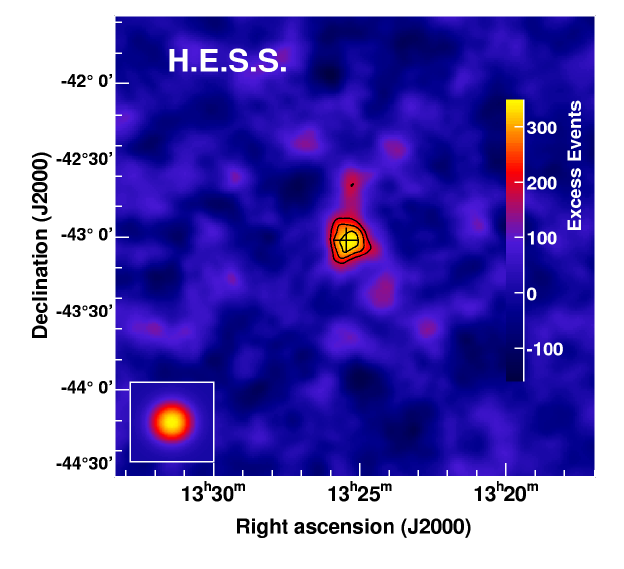 H.E.S.S.
-42° 0’
-42°30’
-43° 0’
-43°30’
-44° 0’
-44°30’
Declination (J2000)
300
200
100
0
-100
Excess Events
13ʰ30ᵐ
13ʰ25ᵐ
13ʰ20ᵐ
Right ascension (J2000)